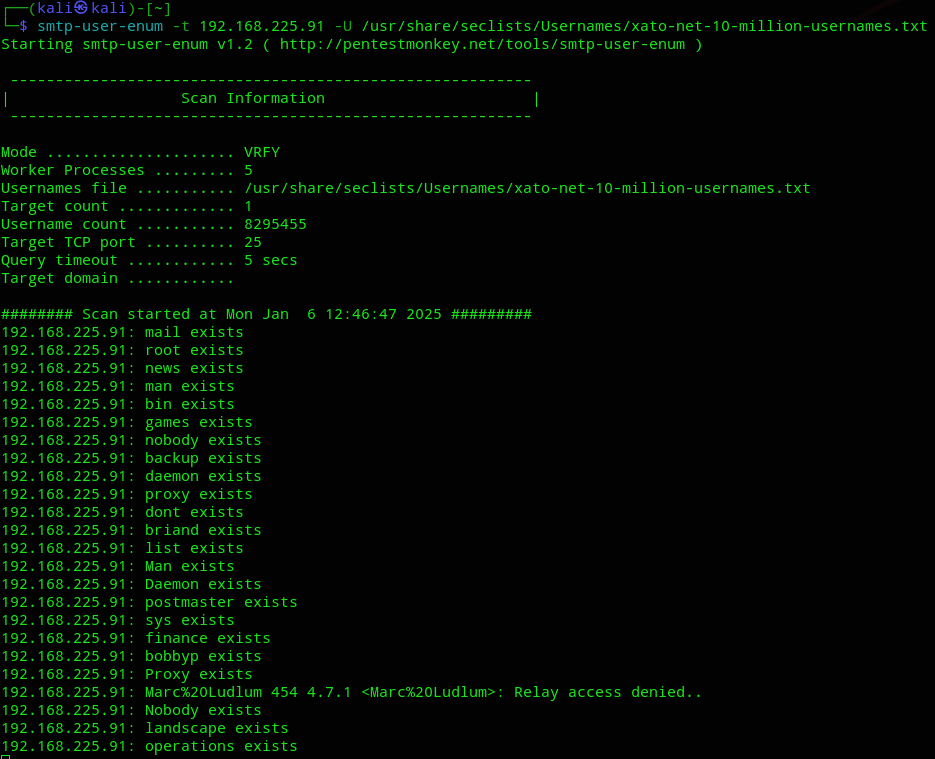 ┌──(kali㉿kali)-[~]
└─$ smtp-user-enum -t 192.168.225.91 -U /usr/share/seclists/Usernames/xato-net-10-million-usernames.txt
Starting smtp-user-enum v1.2 ( http://pentestmonkey.net/tools/smtp-user-enum )
 ----------------------------------------------------------
|                   Scan Information                       |
 ----------------------------------------------------------
Mode ..................... VRFY
Worker Processes ......... 5
Usernames file ........... /usr/share/seclists/Usernames/xato-net-10-million-usernames.txt
Target count ............. 1
Username count ........... 8295455
Target TCP port .......... 25
Query timeout ............ 5 secs
Target domain ............
######## Scan started at Mon Jan  6 12:46:47 2025 #########
192.168.225.91: mail exists
192.168.225.91: root exists
192.168.225.91: news exists
192.168.225.91: man exists
192.168.225.91: bin exists
192.168.225.91: games exists
192.168.225.91: nobody exists
192.168.225.91: backup exists
192.168.225.91: daemon exists
192.168.225.91: proxy exists
192.168.225.91: dont exists
192.168.225.91: briand exists
192.168.225.91: list exists
192.168.225.91: Man exists
192.168.225.91: Daemon exists
192.168.225.91: postmaster exists
192.168.225.91: sys exists
192.168.225.91: finance exists
192.168.225.91: bobbyp exists
192.168.225.91: Proxy exists
192.168.225.91: Marc%20Ludlum 454 4.7.1 <Marc%20Ludlum>: Relay access denied..
192.168.225.91: Nobody exists
192.168.225.91: landscape exists
192.168.225.91: operations exists